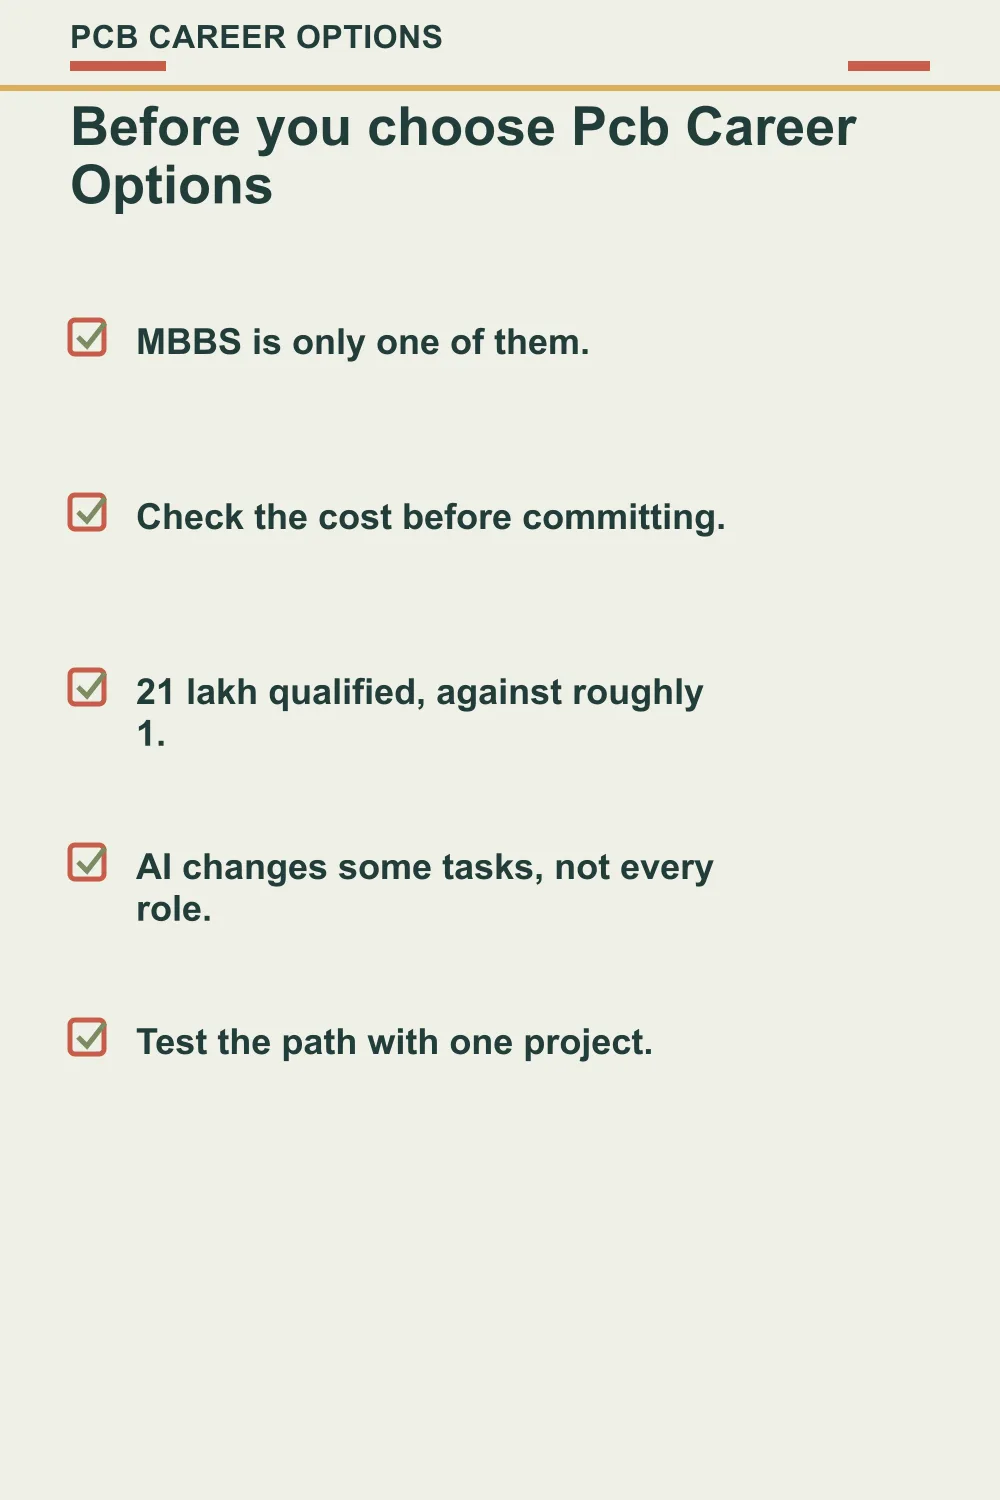 PCB CAREER OPTIONS
Before you choose Pcb Career
Options
MBBS is only one of them.
Check the cost before committing.
21 lakh qualified, against roughly
1.
AI changes some tasks, not every
role.
Test the path with one project.